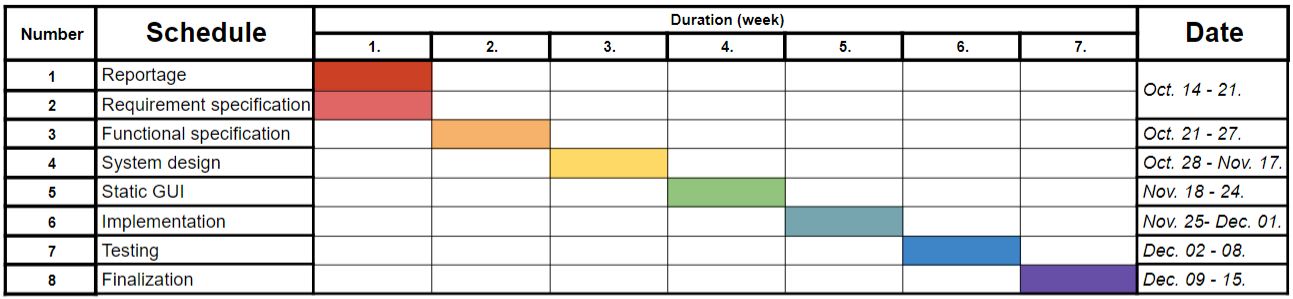 Number Schedule Duration (week) Date
1. 2. 3. 4. 5. 6. 7.
1 Reportage Oct. 14 - 21.
2 Requirement specification
3 Functional specification Oct. 21 - 27.
4 System design Oct. 28 - Nov. 17.
5 Static GUI Nov. 18 - 24.
6 Implementation Nov. 25- Dec. 01.
7 Testing Dec. 02 - 08.
8 Finalization Dec. 09 - 15.